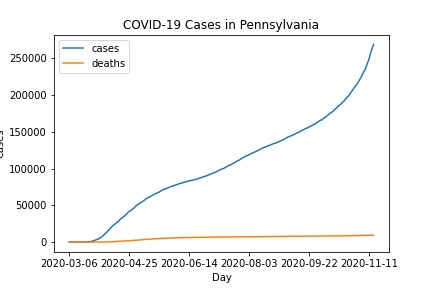 COVID-19 Cases in Pennsylvania
cases
deaths
250000
200000
150000
100000
50000
0
2020-03-06 2020-04-25 2020-06-14 2020-08-03 2020-09-22 2020-11-11
Day